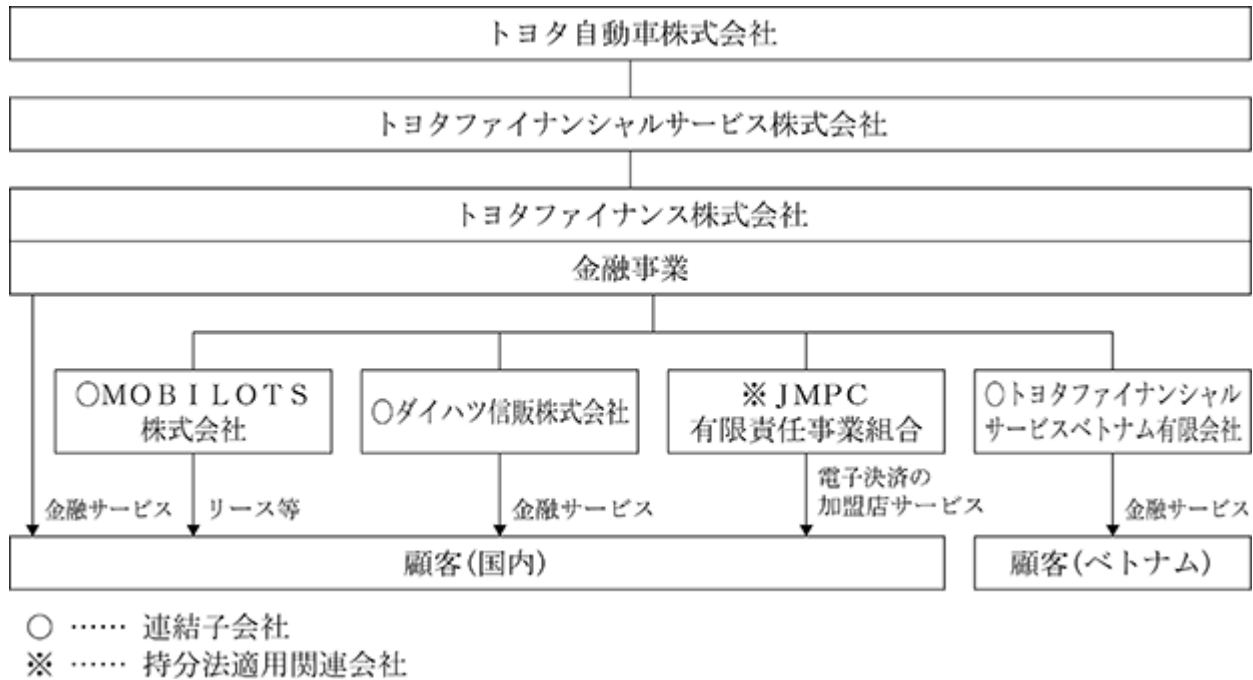 トヨタ自動車株式会社
トヨタファイナンシャルサービス株式会社
トヨタファイナンス株式会社
金融事業
○ＭＯＢＩＬＯＴＳ
株式会社
○ダイハツ信販株式会社
※ＪＭＰＣ
有限責任事業組合
○トヨタファイナンシャル
サービスベトナム有限会社
金融サービス
リース等
金融サービス
電子決済の
加盟店サービス
金融サービス
顧客(国内)
顧客(ベトナム)
○ …… 連結子会社
※ …… 持分法適用関連会社